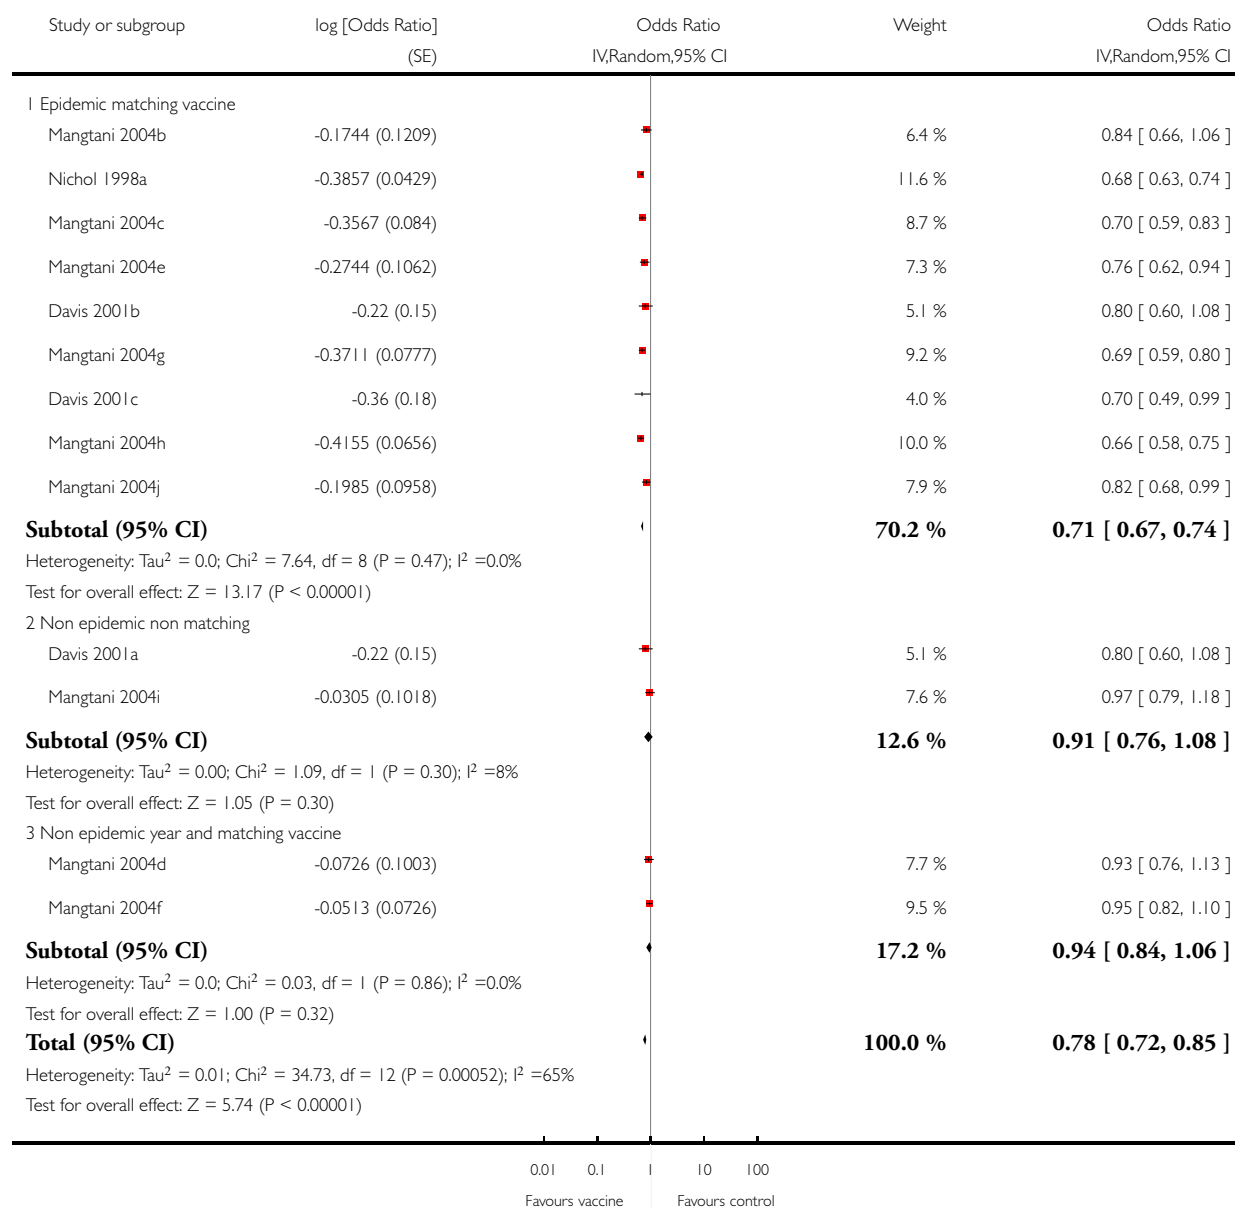 Study or subgroup log [Odds Ratio] Odds Ratio Weight Odds Ratio
(SE) IV,Random,95% CI IV,Random,95% CI
1 Epidemic matching vaccine
Mangtani 2004b -0.1744 (0.1209) 6.4 % 0.84 [ 0.66, 1.06 ]
Nichol 1998a -0.3857 (0.0429) 11.6 % 0.68 [ 0.63, 0.74 ]
Mangtani 2004c -0.3567 (0.084) 8.7 % 0.70 [ 0.59, 0.83 ]
Mangtani 2004e -0.2744 (0.1062) 7.3 % 0.76 [ 0.62, 0.94 ]
Davis 2001b -0.22 (0.15) 5.1 % 0.80 [ 0.60, 1.08 ]
Mangtani 2004g -0.3711 (0.0777) 9.2 % 0.69 [ 0.59, 0.80 ]
Davis 2001c -0.36 (0.18) 4.0 % 0.70 [ 0.49, 0.99 ]
Mangtani 2004h -0.4155 (0.0656) 10.0 % 0.66 [ 0.58, 0.75 ]
Mangtani 2004j -0.1985 (0.0958) 7.9 % 0.82 [ 0.68, 0.99 ]
Subtotal (95% CI) 70.2 % 0.71 [ 0.67, 0.74 ]
Heterogeneity: Tau² = 0.0; Chi² = 7.64, df = 8 (P = 0.47); I² =0.0%
Test for overall effect: Z = 13.17 (P < 0.00001)
2 Non epidemic non matching
Davis 2001a -0.22 (0.15) 5.1 % 0.80 [ 0.60, 1.08 ]
Mangtani 2004i -0.0305 (0.1018) 7.6 % 0.97 [ 0.79, 1.18 ]
Subtotal (95% CI) 12.6 % 0.91 [ 0.76, 1.08 ]
Heterogeneity: Tau² = 0.00; Chi² = 1.09, df = 1 (P = 0.30); I² =8%
Test for overall effect: Z = 1.05 (P = 0.30)
3 Non epidemic year and matching vaccine
Mangtani 2004d -0.0726 (0.1003) 7.7 % 0.93 [ 0.76, 1.13 ]
Mangtani 2004f -0.0513 (0.0726) 9.5 % 0.95 [ 0.82, 1.10 ]
Subtotal (95% CI) 17.2 % 0.94 [ 0.84, 1.06 ]
Heterogeneity: Tau² = 0.0; Chi² = 0.03, df = 1 (P = 0.86); I² =0.0%
Test for overall effect: Z = 1.00 (P = 0.32)
Total (95% CI) 100.0 % 0.78 [ 0.72, 0.85 ]
Heterogeneity: Tau² = 0.01; Chi² = 34.73, df = 12 (P = 0.00052); I² =65%
Test for overall effect: Z = 5.74 (P < 0.00001)
0.01 0.1 1 10 100
Favours vaccine Favours control